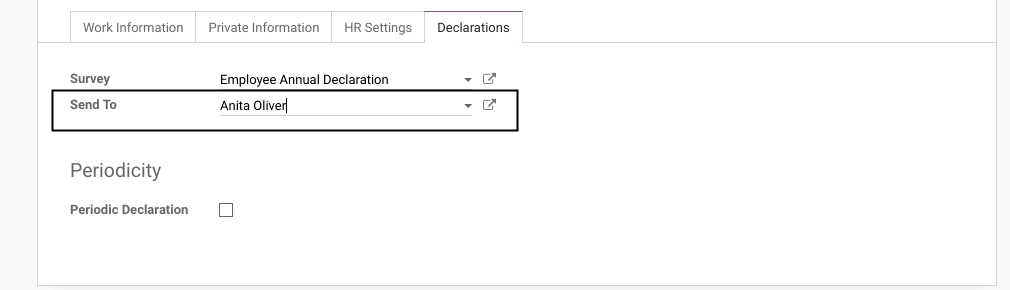 Work Information Private Information HR Settings Declarations
Survey Employee Annual Declaration
Send To Anita Oliver
Periodicity
Periodic Declaration